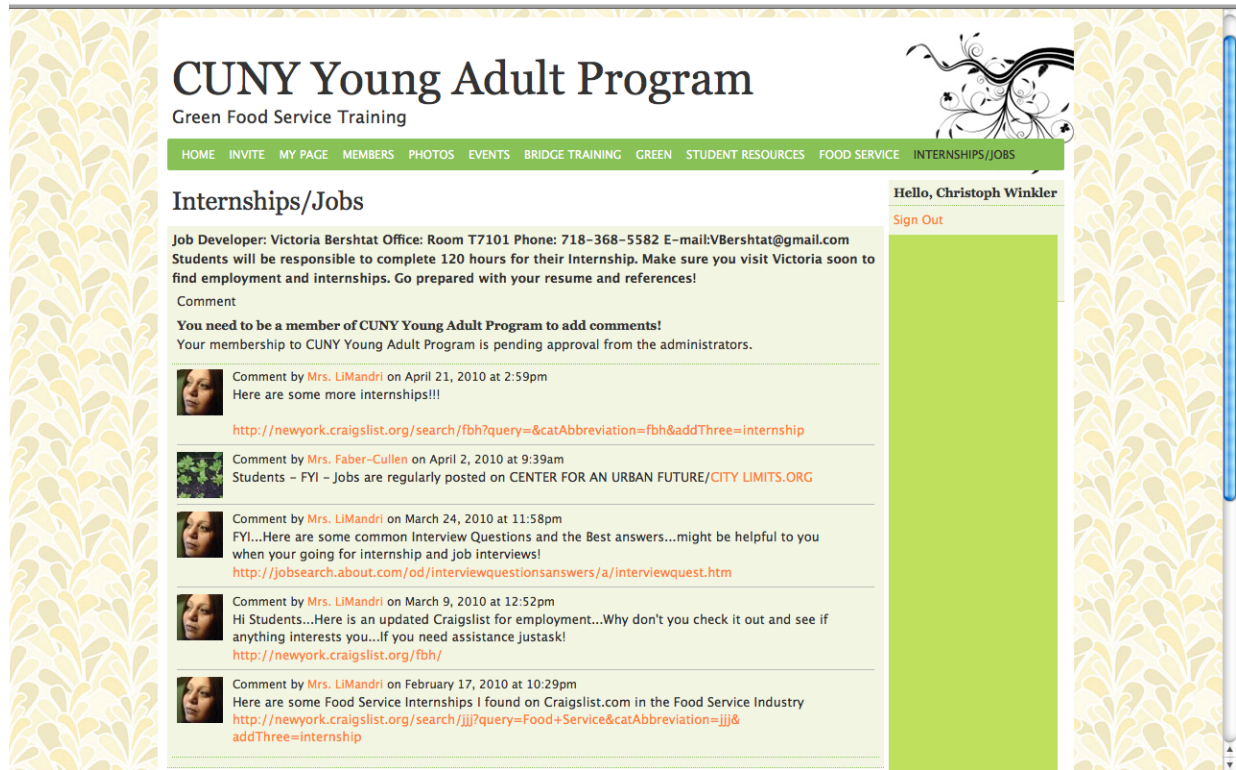 CUNY Young Adult Program
Green Food Service Training
HOME INVITE MY PAGE MEMBERS PHOTOS EVENTS BRIDGE TRAINING GREEN STUDENT RESOURCES FOOD SERVICE INTERNSHIPS/JOBS
Internships/Jobs
Job Developer: Victoria Bershtat Office: Room T7101 Phone: 718-368-5582 E-mail:VBershtat@gmail.com
Students will be responsible to complete 120 hours for their Internship. Make sure you visit Victoria soon to
find employment and internships. Go prepared with your resume and references!
Comment
You need to be a member of CUNY Young Adult Program to add comments!
Your membership to CUNY Young Adult Program is pending approval from the administrators.
Comment by Mrs. LiMandri on April 21, 2010 at 2:59pm
Here are some more internships!!!
http://newyork.craigslist.org/search/fbh?query=&catAbbreviation=fbh&addThree=internship
Comment by Mrs. Faber-Cullen on April 2, 2010 at 9:39am
Students - FYI - Jobs are regularly posted on CENTER FOR AN URBAN FUTURE/CITY LIMITS.ORG
Comment by Mrs. LiMandri on March 24, 2010 at 11:58pm
FYI...Here are some common Interview Questions and the Best answers...might be helpful to you
when your going for internship and job interviews!
http://jobsearch.about.com/od/interviewquestionsanswers/a/interviewquest.htm
Comment by Mrs. LiMandri on March 9, 2010 at 12:52pm
Hi Students...Here is an updated Craigslist for employment...Why don't you check it out and see if
anything interests you...If you need assistance justask!
http://newyork.craigslist.org/fbh/
Comment by Mrs. LiMandri on February 17, 2010 at 10:29pm
Here are some Food Service Internships I found on Craigslist.com in the Food Service Industry
http://newyork.craigslist.org/search/jjj?query=Food+Service&catAbbreviation=jjj&
addThree=internship
Hello, Christoph Winkler
Sign Out